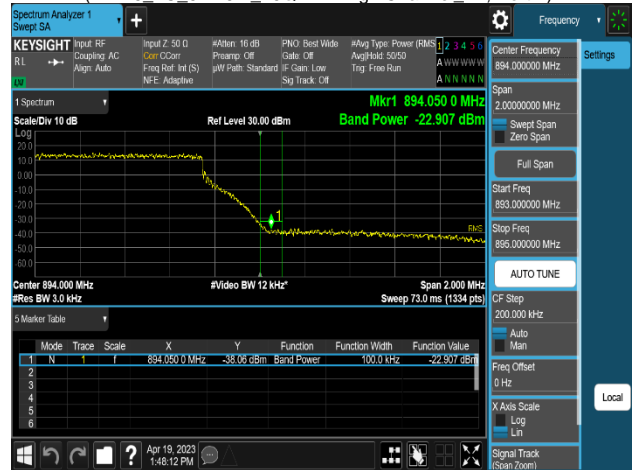 Spectrum Analyzer 1
Swept SA
Frequency
KEYSIGHT
Input: RF
Coupling: AC
Align: Auto
Input Z: 50 Ω
Corr CCorr
Freq Ref: Int (S)
NFE: Adaptive
#Atten: 16 dB
Preamp: Off
µW Path: Standard
PNO: Best Wide
Gate: Off
IF Gain: Low
Sig Track: Off
#Avg Type: Power (RMS)
Avg|Hold: 50/50
Trig: Free Run
1 2 3 4 5 6
A W W W W W
A N N N N N
RL
LW
1 Spectrum
Scale/Div 10 dB
Ref Level 30.00 dBm
Mkr1 894.050 0 MHz
Band Power -22.907 dBm
Log
20.0
10.0
0.00
-10.0
-20.0
-30.0
-40.0
-50.0
-60.0
1
RMS
Center 894.000 MHz
#Res BW 3.0 kHz
#Video BW 12 kHz*
Span 2.000 MHz
Sweep 73.0 ms (1334 pts)
5 Marker Table
Mode Trace Scale X Y Function Function Width Function Value
1 N 1 f 894.050 0 MHz -38.06 dBm Band Power 100.0 kHz -22.907 dBm
2
3
4
5
6
?
Apr 19, 2023
1:48:12 PM
Center Frequency
894.000000 MHz
Settings
Span
2.00000000 MHz
Swept Span
Zero Span
Full Span
Start Freq
893.000000 MHz
Stop Freq
895.000000 MHz
AUTO TUNE
CF Step
200.000 kHz
Auto
Man
Freq Offset
0 Hz
X Axis Scale
Log
Lin
Local
Signal Track
(Span Zoom)